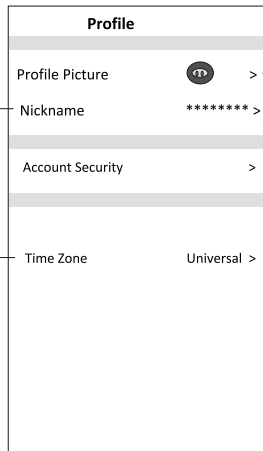 Profile
Profile Picture >
Nickname ******** >
Account Security >
Time Zone Universal >